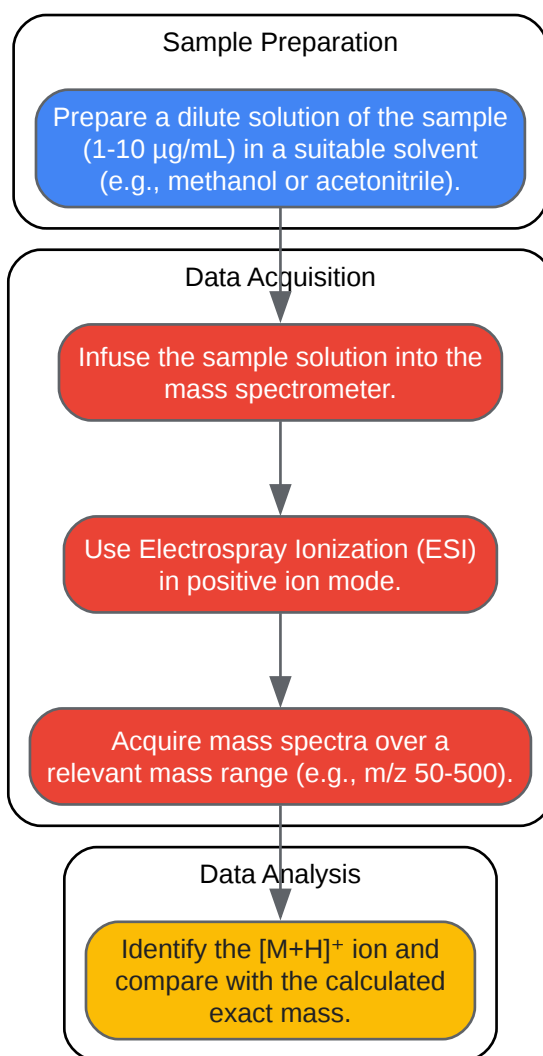 Sample Preparation
Prepare a dilute solution of the sample
(1-10 µg/mL) in a suitable solvent
(e.g., methanol or acetonitrile).
Data Acquisition
Infuse the sample solution into the
mass spectrometer.
Use Electrospray Ionization (ESI)
in positive ion mode.
Acquire mass spectra over a
relevant mass range (e.g., m/z 50-500).
Data Analysis
Identify the [M+H]⁺ ion and
compare with the calculated
exact mass.